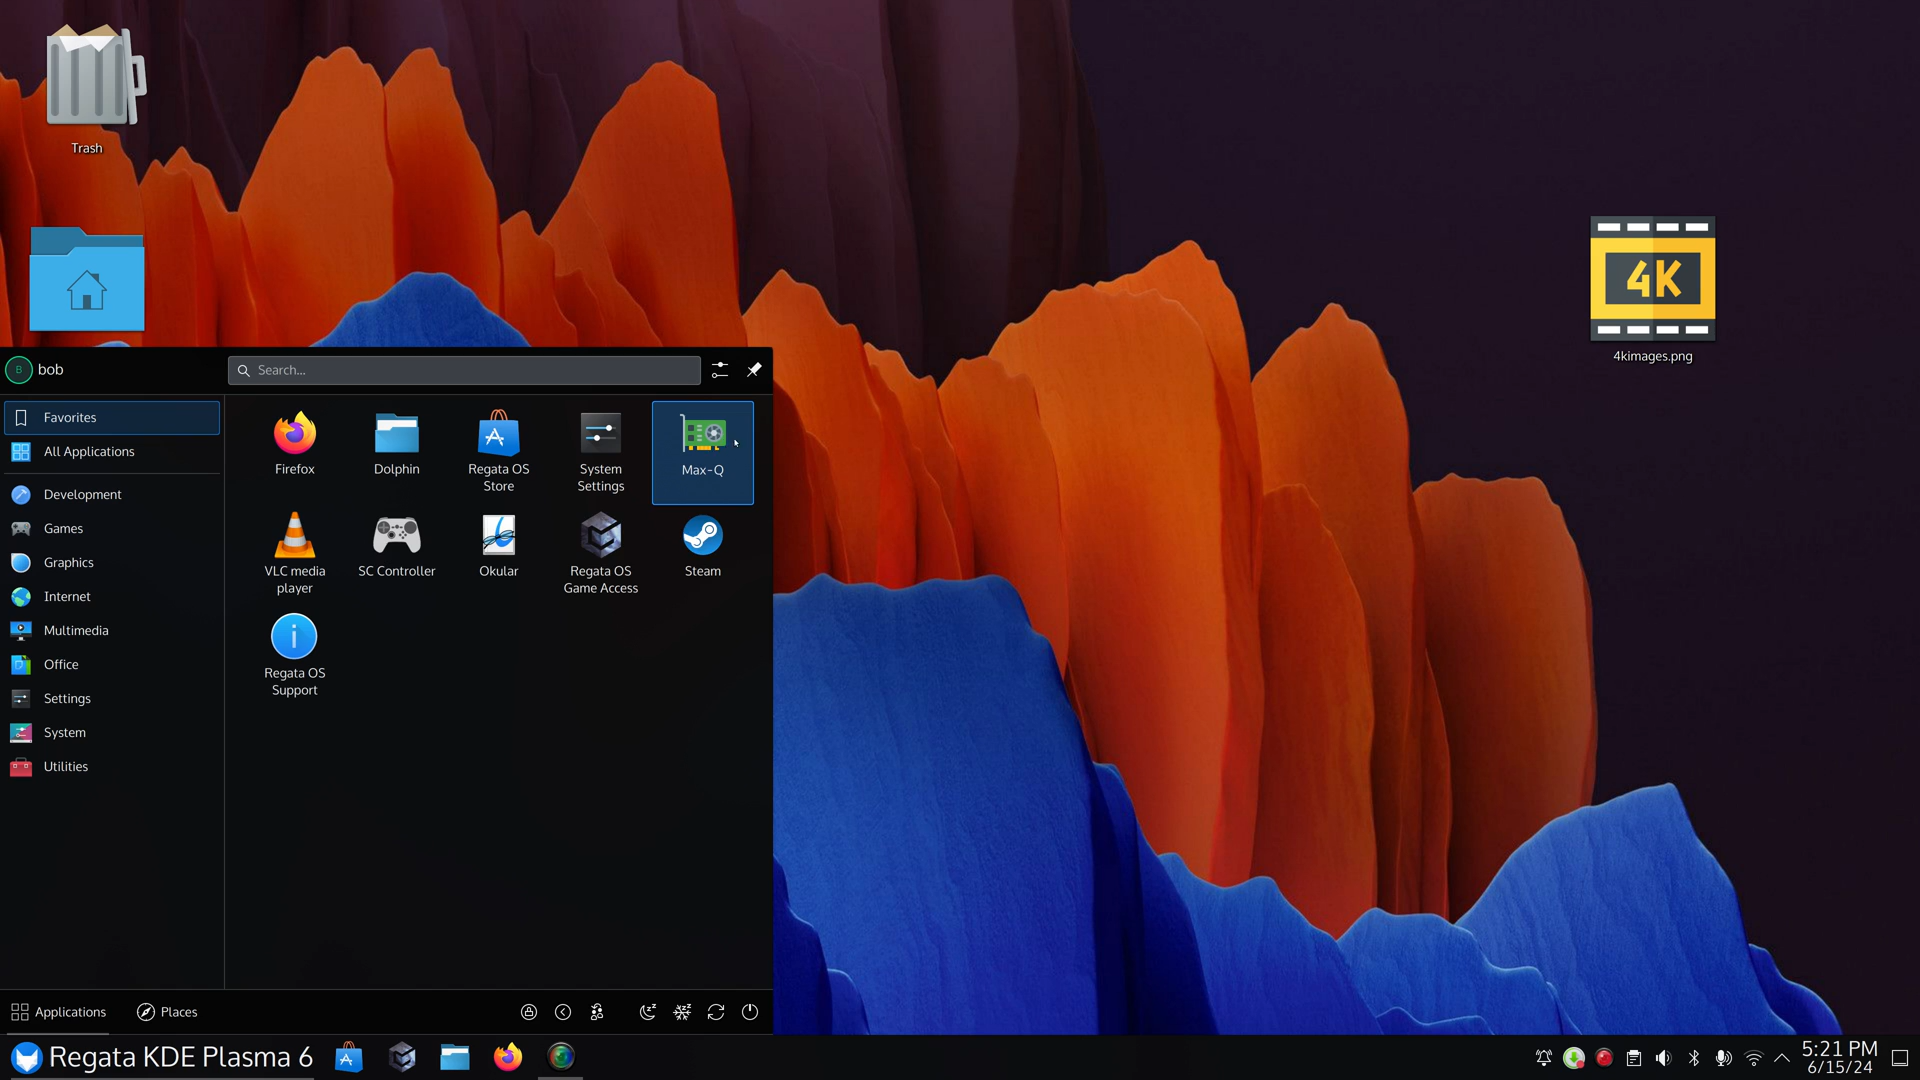 Trash
4K
4kimages.png
B
bob
Search...
Favorites
All Applications
Development
Games
Graphics
Internet
Multimedia
Office
Settings
System
Utilities
Firefox
Dolphin
Regata OS
Store
System
Settings
Max-Q
VLC media
player
SC Controller
Okular
Regata OS
Game Access
Steam
Regata OS
Support
Applications
Places
Regata KDE Plasma 6
5:21 PM
6/15/24